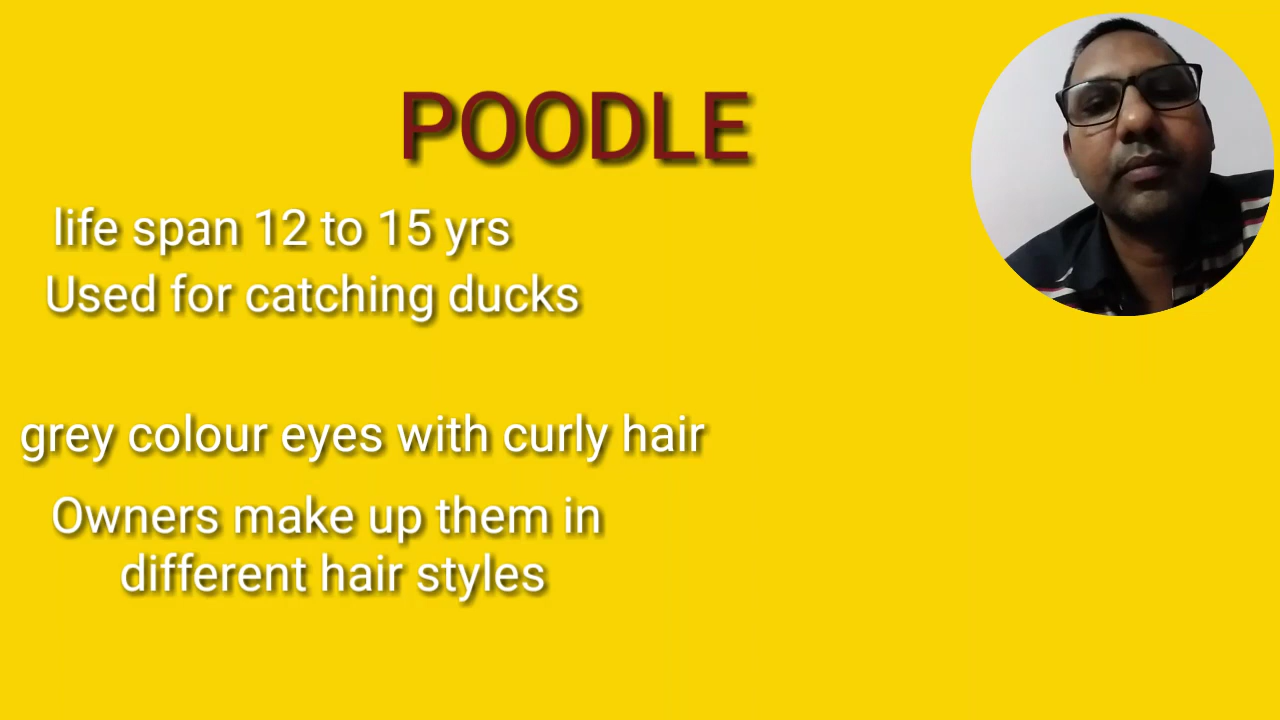 POODLE
life span 12 to 15 yrs
Used for catching ducks
grey colour eyes with curly hair
Owners make up them in
different hair styles